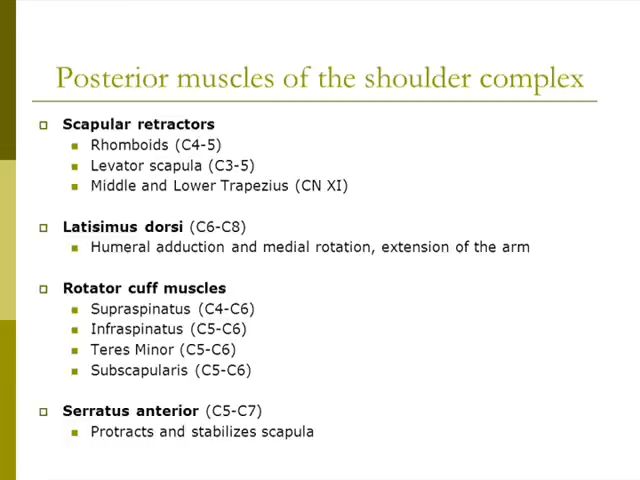 Posterior muscles of the shoulder complex
Scapular retractors
Rhomboids (C4-5)
Levator scapula (C3-5)
Middle and Lower Trapezius (CN XI)
Latisimus dorsi (C6-C8)
Humeral adduction and medial rotation, extension of the arm
Rotator cuff muscles
Supraspinatus (C4-C6)
Infraspinatus (C5-C6)
Teres Minor (C5-C6)
Subscapularis (C5-C6)
Serratus anterior (C5-C7)
Protracts and stabilizes scapula